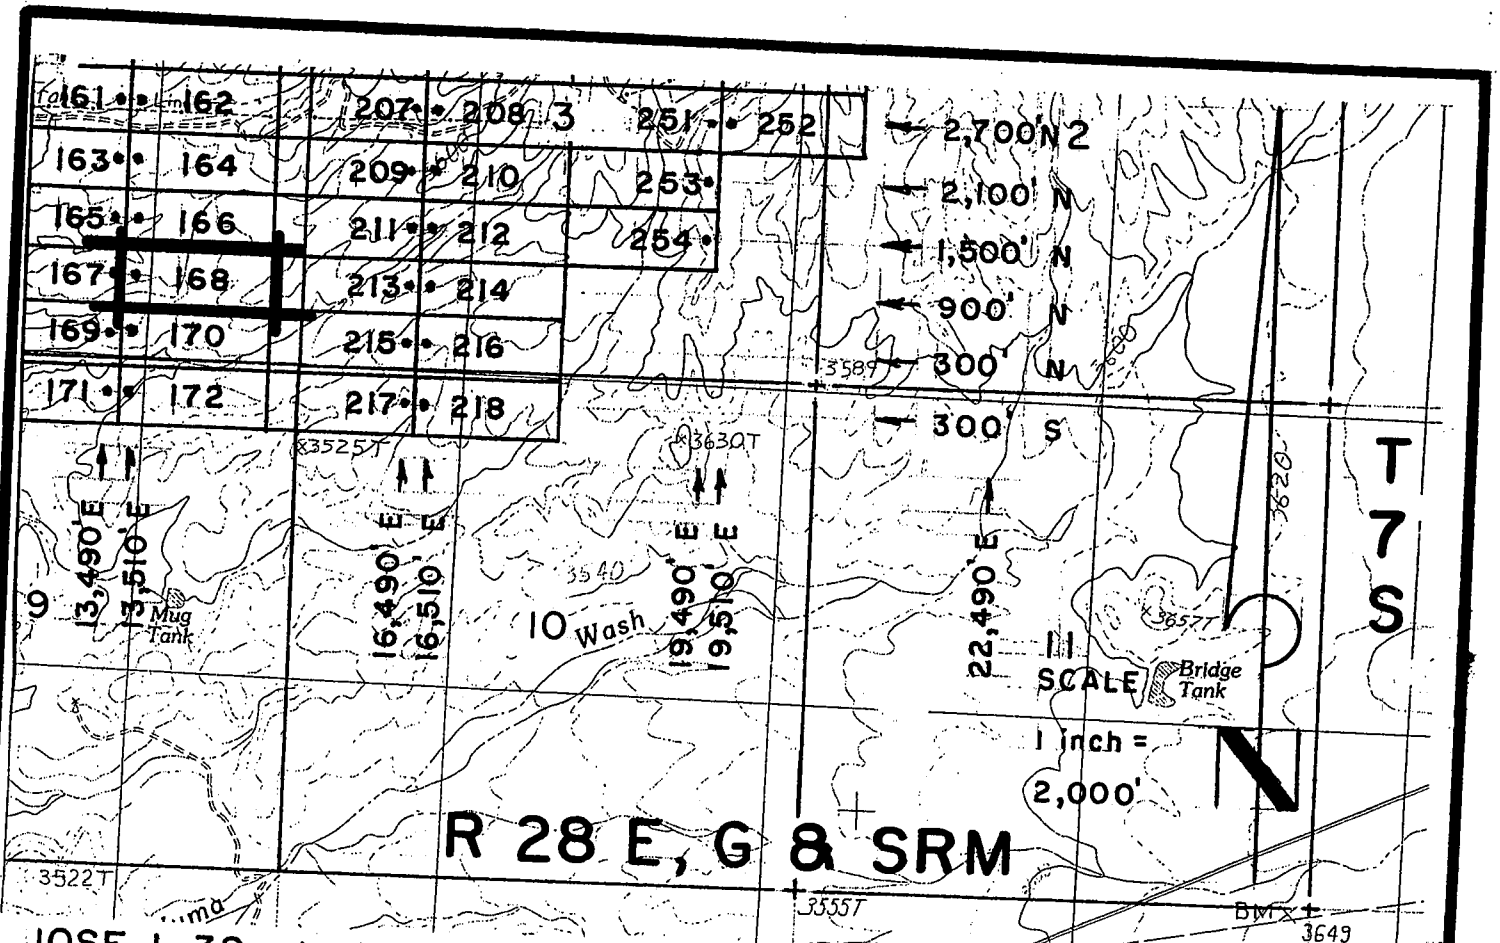 161 162 207 208 3 251 252 2,700' N 2
163 164 209 210 253 2,100' N
165 166 211 212 254 1,500' N
167 168 213 214 900' N
169 170 215 216 3589 300' N
171 172 217 218 300' S
×3525T ×3630T
3600
3620
T
7
S
13,490' E
13,510' E
16,490' E
16,510' E
19,490' E
19,510' E
22,490' E
9
Mug
Tank
3540
10 Wash
11
×3657T
Bridge
Tank
SCALE
1 inch =
2,000'
N
R 28 E, G & SRM
3522T
3555T
BM ×
3649